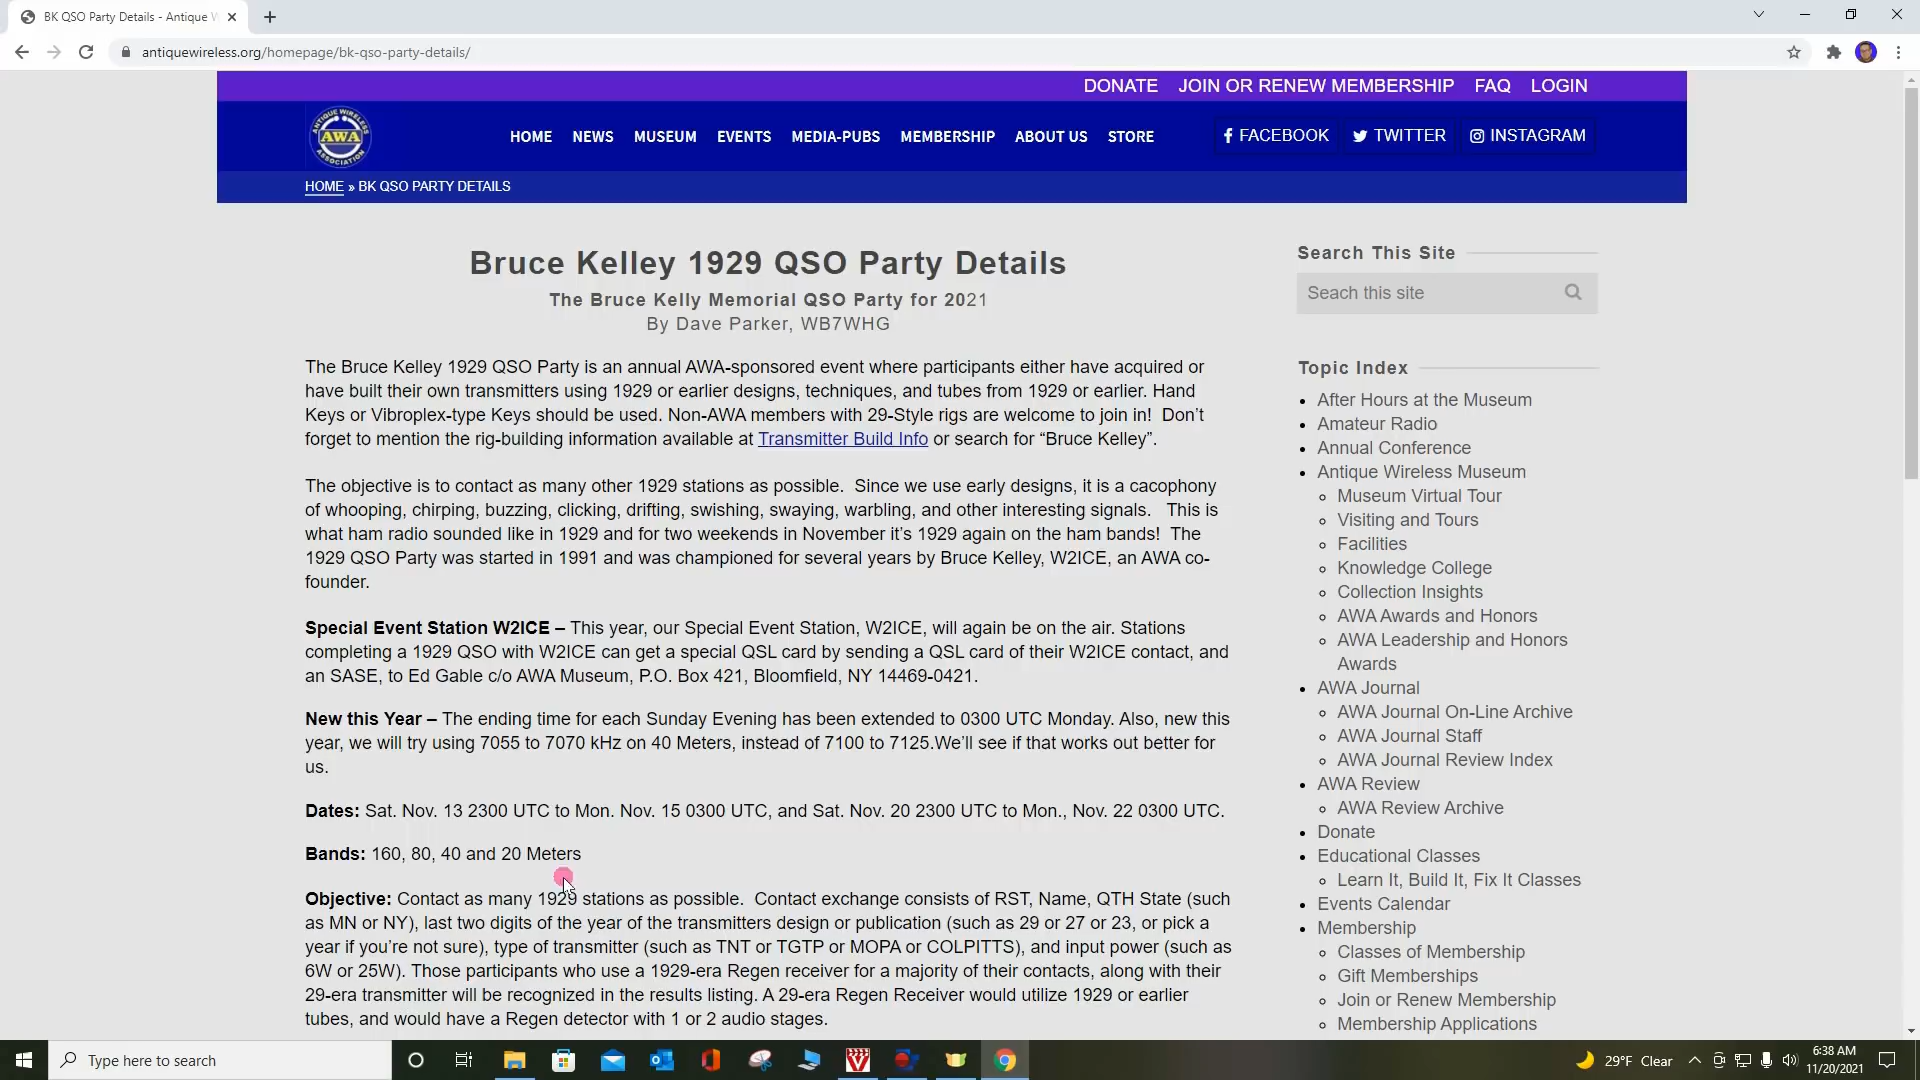 BK QSO Party Details - Antique W
antiquewireless.org/homepage/bk-qso-party-details/
DONATE JOIN OR RENEW MEMBERSHIP FAQ LOGIN
ANTIQUE WIRELESS
AWA
ASSOCIATION
HOME NEWS MUSEUM EVENTS MEDIA-PUBS MEMBERSHIP ABOUT US STORE FACEBOOK TWITTER INSTAGRAM
HOME » BK QSO PARTY DETAILS
Bruce Kelley 1929 QSO Party Details
The Bruce Kelly Memorial QSO Party for 2021
By Dave Parker, WB7WHG
The Bruce Kelley 1929 QSO Party is an annual AWA-sponsored event where participants either have acquired or
have built their own transmitters using 1929 or earlier designs, techniques, and tubes from 1929 or earlier. Hand
Keys or Vibroplex-type Keys should be used. Non-AWA members with 29-Style rigs are welcome to join in!  Don't
forget to mention the rig-building information available at Transmitter Build Info or search for “Bruce Kelley”.
The objective is to contact as many other 1929 stations as possible.  Since we use early designs, it is a cacophony
of whooping, chirping, buzzing, clicking, drifting, swishing, swaying, warbling, and other interesting signals.   This is
what ham radio sounded like in 1929 and for two weekends in November it's 1929 again on the ham bands!  The
1929 QSO Party was started in 1991 and was championed for several years by Bruce Kelley, W2ICE, an AWA co-
founder.
Special Event Station W2ICE – This year, our Special Event Station, W2ICE, will again be on the air. Stations
completing a 1929 QSO with W2ICE can get a special QSL card by sending a QSL card of their W2ICE contact, and
an SASE, to Ed Gable c/o AWA Museum, P.O. Box 421, Bloomfield, NY 14469-0421.
New this Year – The ending time for each Sunday Evening has been extended to 0300 UTC Monday. Also, new this
year, we will try using 7055 to 7070 kHz on 40 Meters, instead of 7100 to 7125.We'll see if that works out better for
us.
Dates: Sat. Nov. 13 2300 UTC to Mon. Nov. 15 0300 UTC, and Sat. Nov. 20 2300 UTC to Mon., Nov. 22 0300 UTC.
Bands: 160, 80, 40 and 20 Meters
Objective: Contact as many 1929 stations as possible.  Contact exchange consists of RST, Name, QTH State (such
as MN or NY), last two digits of the year of the transmitters design or publication (such as 29 or 27 or 23, or pick a
year if you're not sure), type of transmitter (such as TNT or TGTP or MOPA or COLPITTS), and input power (such as
6W or 25W). Those participants who use a 1929-era Regen receiver for a majority of their contacts, along with their
29-era transmitter will be recognized in the results listing. A 29-era Regen Receiver would utilize 1929 or earlier
tubes, and would have a Regen detector with 1 or 2 audio stages.
Search This Site
Seach this site
Topic Index
After Hours at the Museum
Amateur Radio
Annual Conference
Antique Wireless Museum
Museum Virtual Tour
Visiting and Tours
Facilities
Knowledge College
Collection Insights
AWA Awards and Honors
AWA Leadership and Honors
Awards
AWA Journal
AWA Journal On-Line Archive
AWA Journal Staff
AWA Journal Review Index
AWA Review
AWA Review Archive
Donate
Educational Classes
Learn It, Build It, Fix It Classes
Events Calendar
Membership
Classes of Membership
Gift Memberships
Join or Renew Membership
Membership Applications
Type here to search
29°F Clear
6:38 AM
11/20/2021